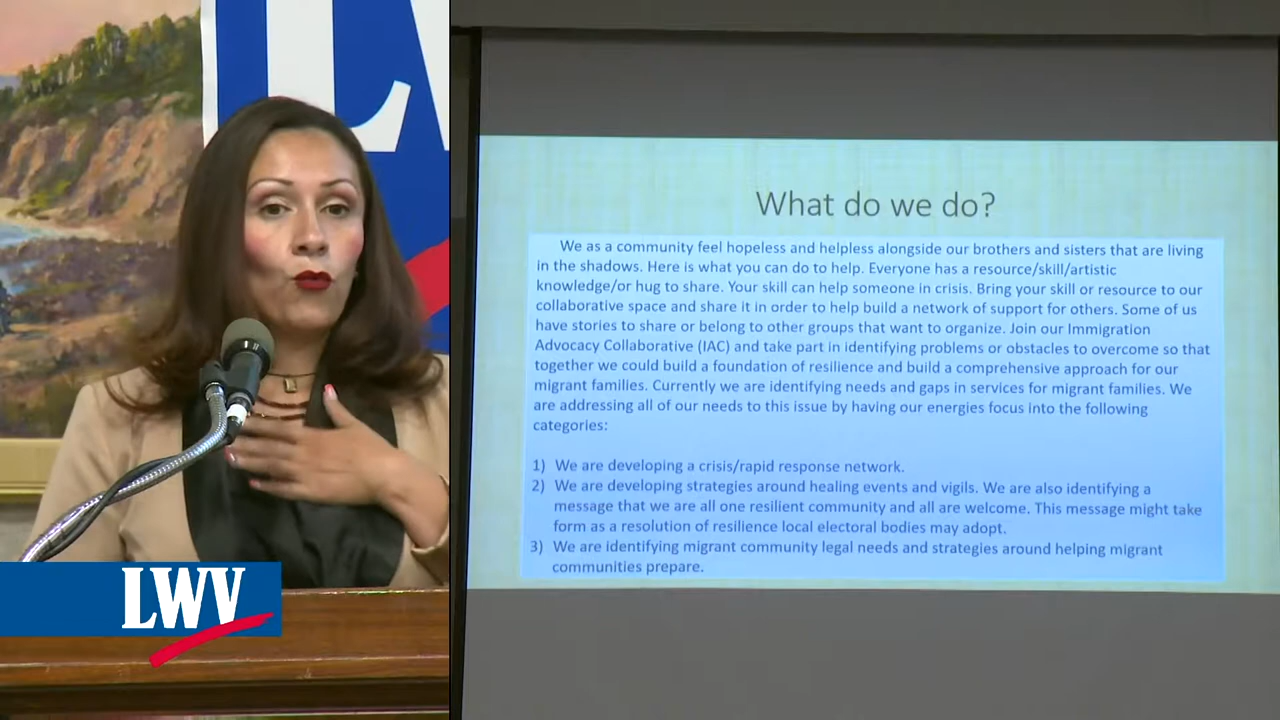 LWV
What do we do?
We as a community feel hopeless and helpless alongside our brothers and sisters that are living
in the shadows. Here is what you can do to help. Everyone has a resource/skill/artistic
knowledge/or hug to share. Your skill can help someone in crisis. Bring your skill or resource to our
collaborative space and share it in order to help build a network of support for others. Some of us
have stories to share or belong to other groups that want to organize. Join our Immigration
Advocacy Collaborative (IAC) and take part in identifying problems or obstacles to overcome so that
together we could build a foundation of resilience and build a comprehensive approach for our
migrant families. Currently we are identifying needs and gaps in services for migrant families. We
are addressing all of our needs to this issue by having our energies focus into the following
categories:
1) We are developing a crisis/rapid response network.
2) We are developing strategies around healing events and vigils. We are also identifying a
message that we are all one resilient community and all are welcome. This message might take
form as a resolution of resilience local electoral bodies may adopt.
3) We are identifying migrant community legal needs and strategies around helping migrant
communities prepare.
LWV